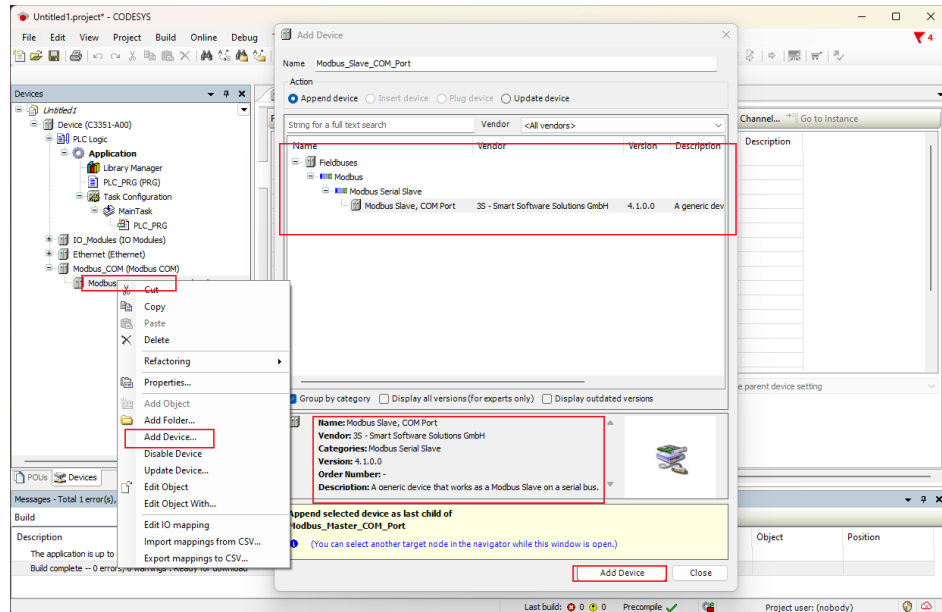 Untitled1.project* - CODESYS
File Edit View Project Build Online Debug
4
Devices
Untitled1
Device (C3351-A00)
PLC Logic
Application
Library Manager
PLC_PRG (PRG)
Task Configuration
MainTask
PLC_PRG
IO_Modules (IO Modules)
Ethernet (Ethernet)
Modbus_COM (Modbus COM)
Modbus
Cut
Copy
Paste
Delete
Refactoring
Properties...
Add Object
Add Folder...
Add Device...
Disable Device
Update Device...
Edit Object
Edit Object With...
Edit IO mapping
Import mappings from CSV...
Export mappings to CSV...
POUs Devices
Messages - Total 1 error(s),
Build
Description
The application is up to
Build complete -- 0 errors, 0 warnings : Ready for download
Add Device
Name Modbus_Slave_COM_Port
Action
Append device Insert device Plug device Update device
String for a full text search Vendor <All vendors>
Name Vendor Version Description
Fieldbuses
Modbus
Modbus Serial Slave
Modbus Slave, COM Port 3S - Smart Software Solutions GmbH 4.1.0.0 A generic dev
Group by category Display all versions (for experts only) Display outdated versions
Name: Modbus Slave, COM Port
Vendor: 3S - Smart Software Solutions GmbH
Categories: Modbus Serial Slave
Version: 4.1.0.0
Order Number: -
Description: A generic device that works as a Modbus Slave on a serial bus.
Append selected device as last child of
Modbus_Master_COM_Port
(You can select another target node in the navigator while this window is open.)
Add Device Close
Channel... Go to Instance
Description
e parent device setting
Object Position
Last build: 0 0 Precompile Project user: (nobody)